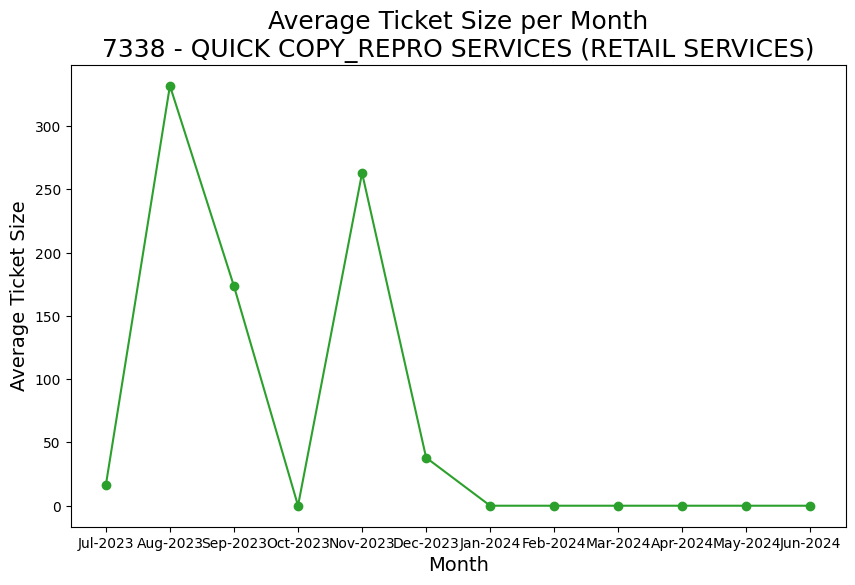 Average Ticket Size per Month
7338 - QUICK COPY_REPRO SERVICES (RETAIL SERVICES)
Average Ticket Size
300
250
200
150
100
50
0
Jul-2023 Aug-2023 Sep-2023 Oct-2023 Nov-2023 Dec-2023 Jan-2024 Feb-2024 Mar-2024 Apr-2024 May-2024 Jun-2024
Month